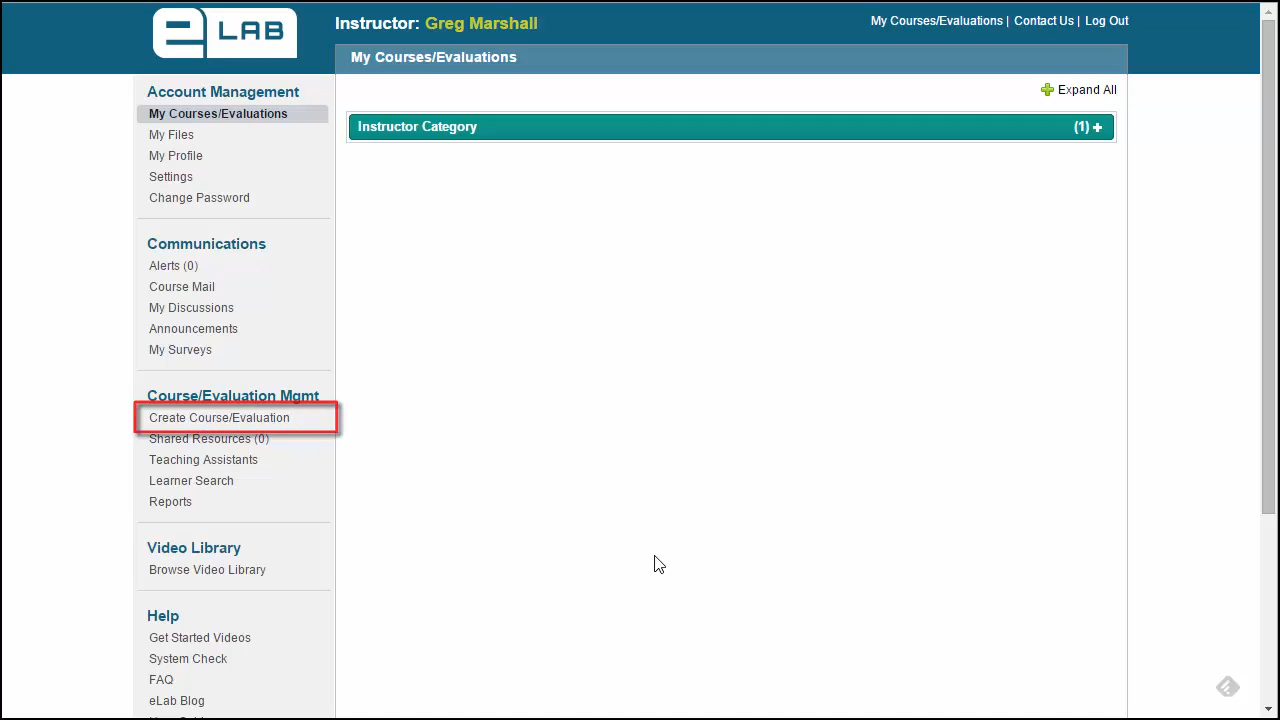 e LAB
Instructor: Greg Marshall
My Courses/Evaluations | Contact Us | Log Out
My Courses/Evaluations
Expand All
Instructor Category (1)
Account Management
My Courses/Evaluations
My Files
My Profile
Settings
Change Password
Communications
Alerts (0)
Course Mail
My Discussions
Announcements
My Surveys
Course/Evaluation Mgmt
Create Course/Evaluation
Shared Resources (0)
Teaching Assistants
Learner Search
Reports
Video Library
Browse Video Library
Help
Get Started Videos
System Check
FAQ
eLab Blog